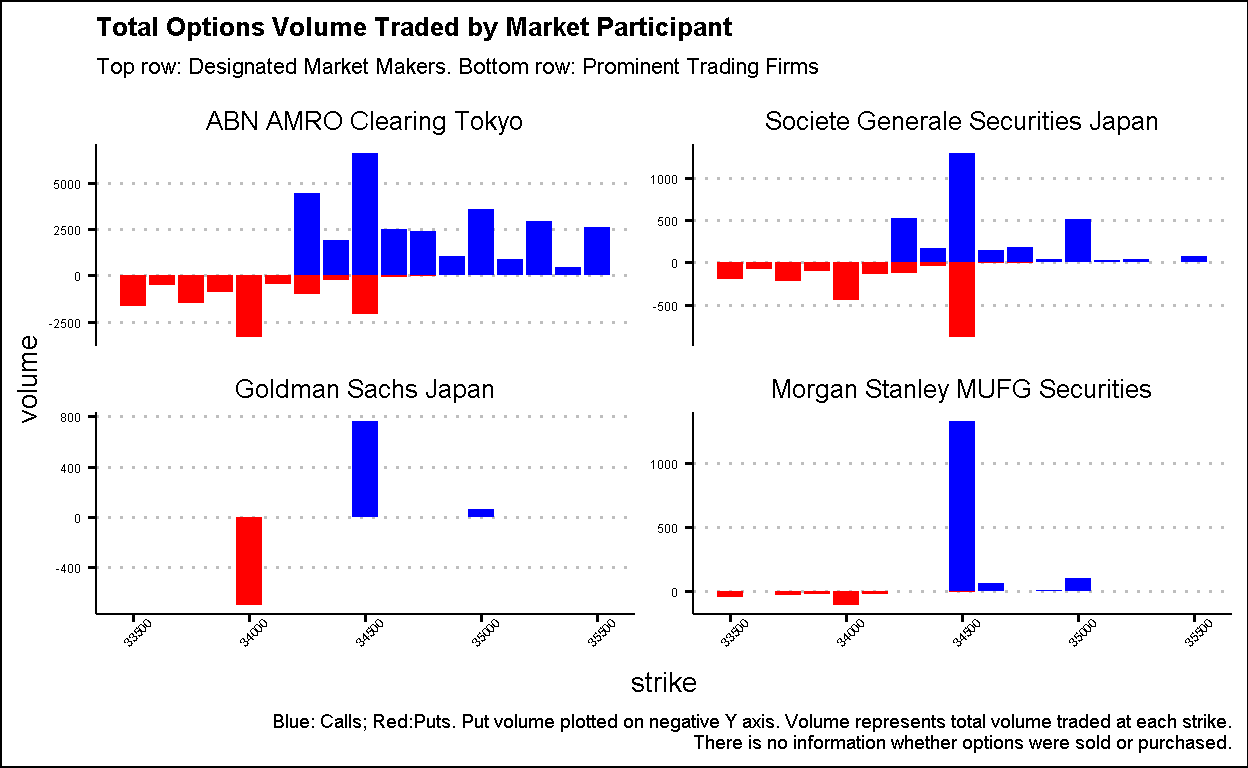 Total Options Volume Traded by Market Participant
Top row: Designated Market Makers. Bottom row: Prominent Trading Firms
ABN AMRO Clearing Tokyo
5000
2500
0
-2500
Societe Generale Securities Japan
1000
500
0
-500
volume
Goldman Sachs Japan
800
400
0
-400
33500
34000
34500
35000
35500
Morgan Stanley MUFG Securities
1000
500
0
33500
34000
34500
35000
35500
strike
Blue: Calls; Red:Puts. Put volume plotted on negative Y axis. Volume represents total volume traded at each strike.
There is no information whether options were sold or purchased.